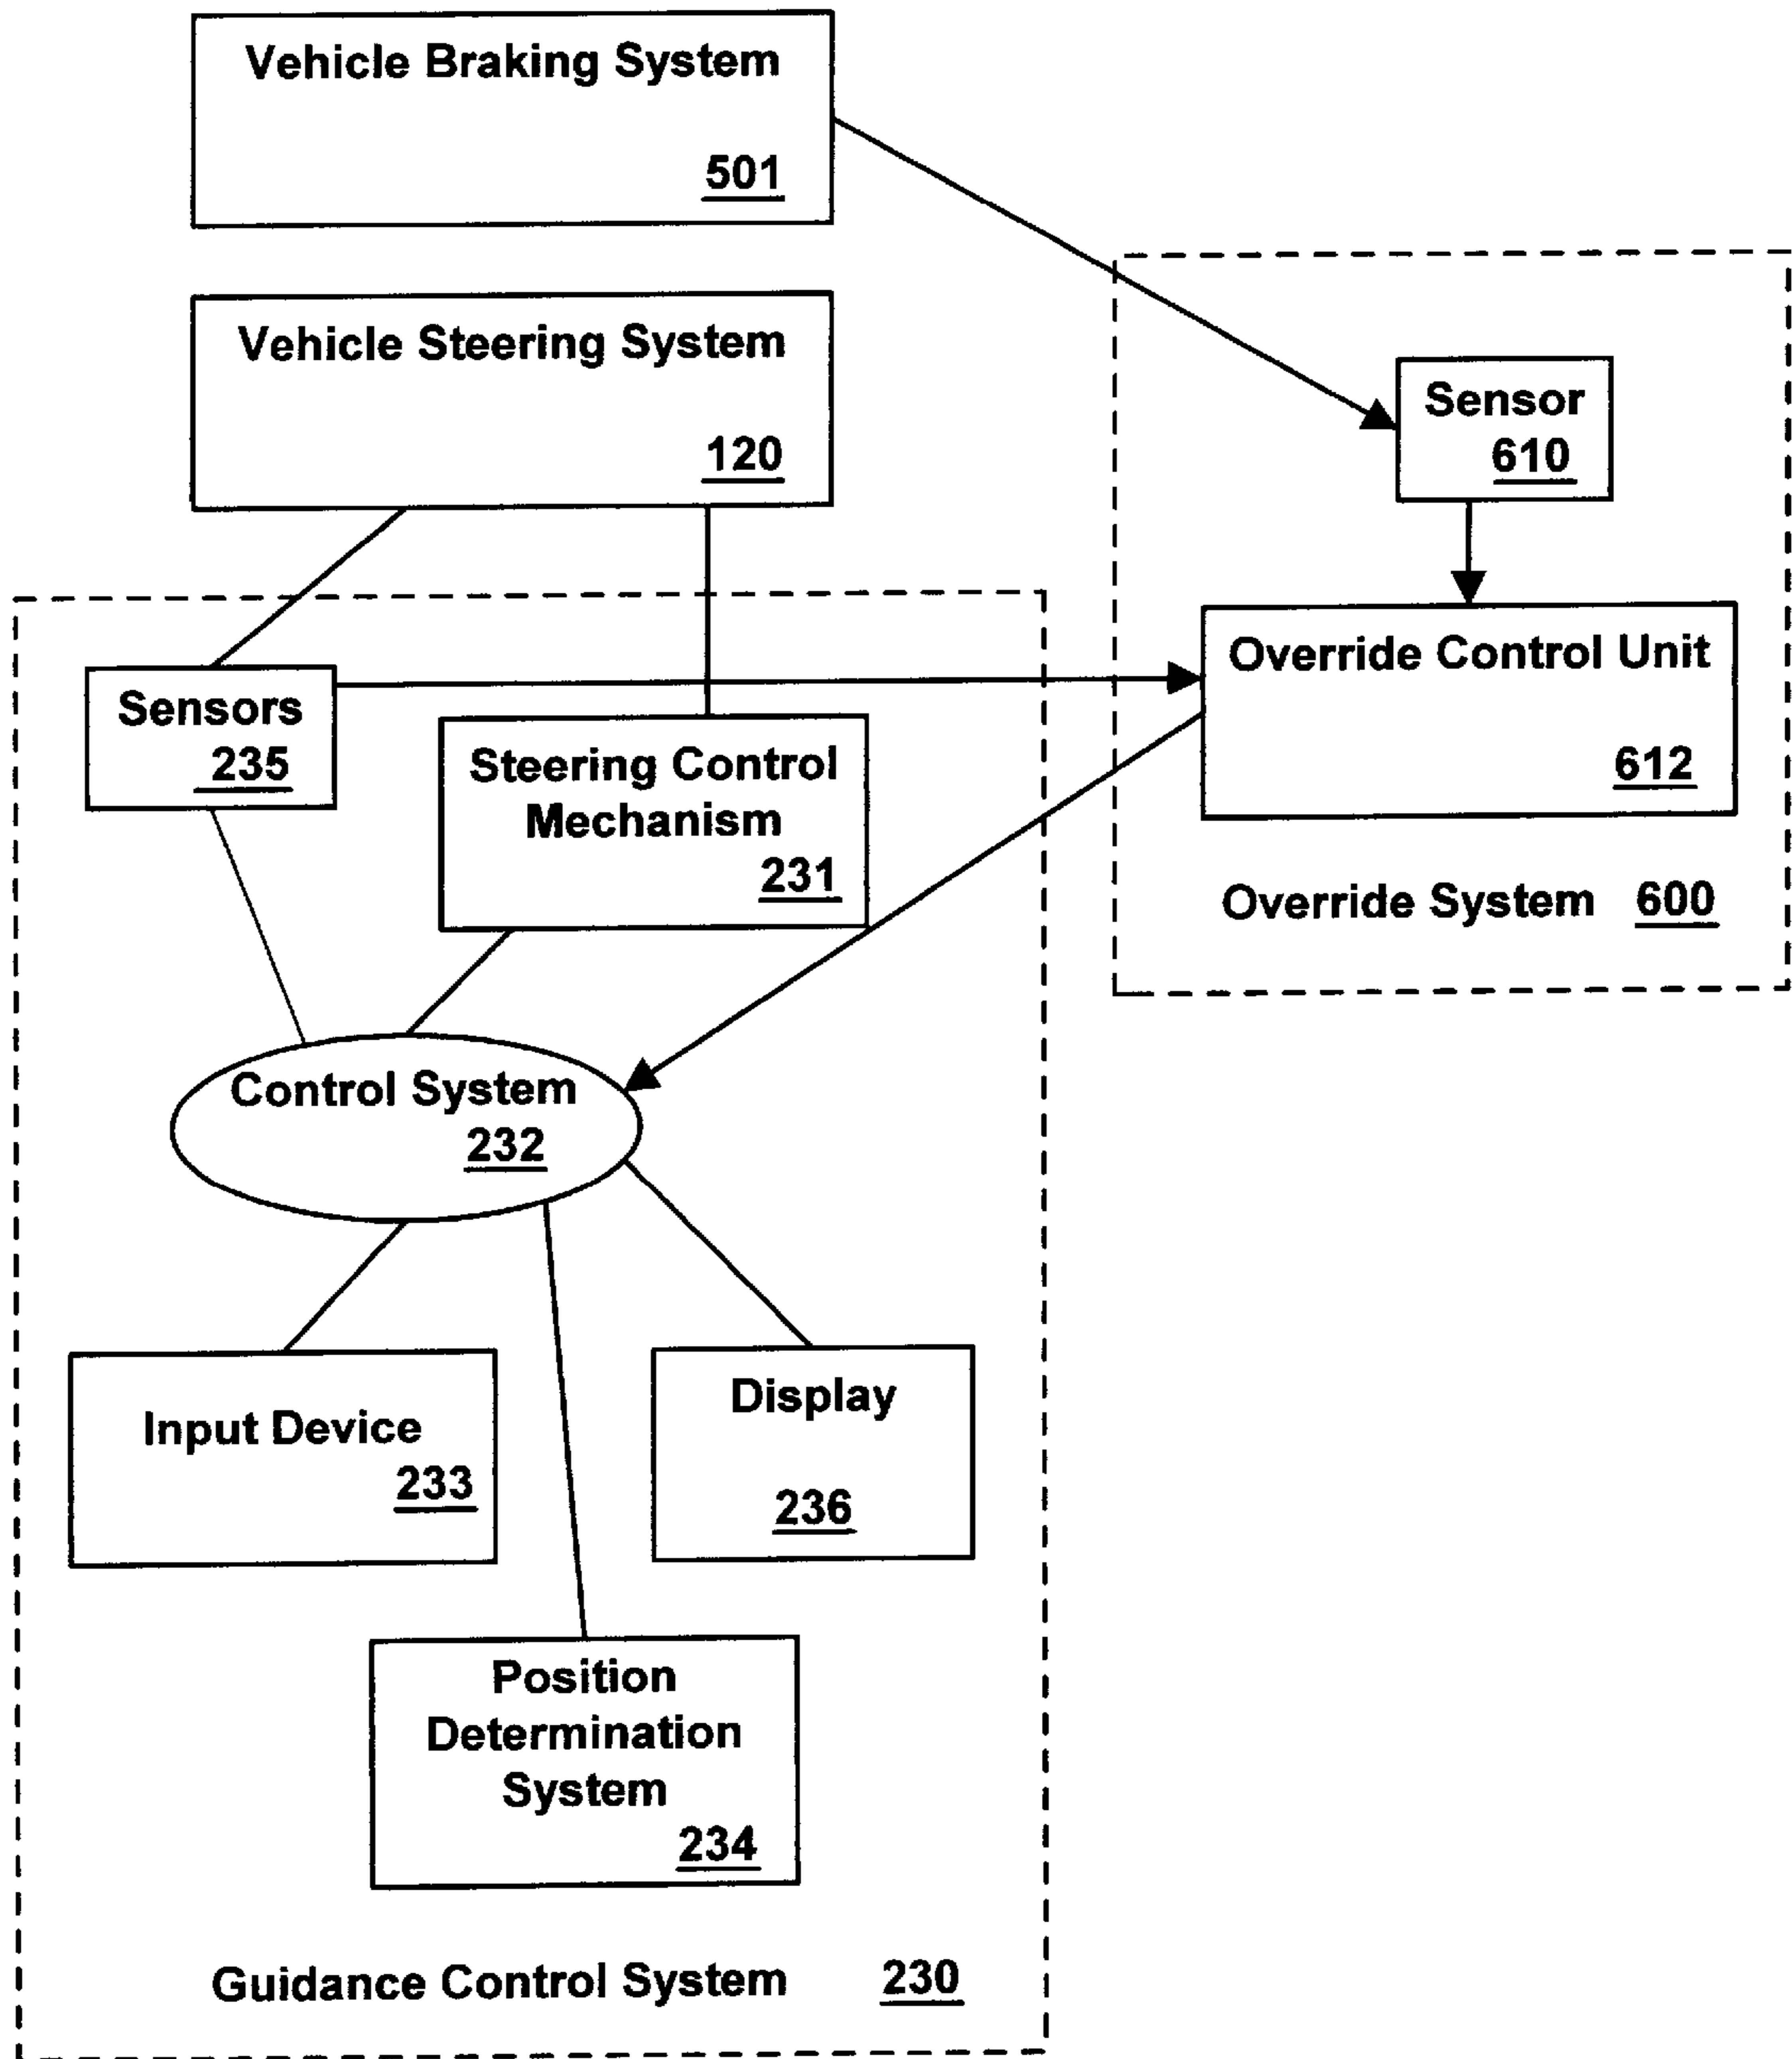 Vehicle Braking System
501
Vehicle Steering System
120
Sensor
610
Override Control Unit
612
Override System 600
Sensors
235
Steering Control
Mechanism
231
Control System
232
Input Device
233
Display
236
Position
Determination
System
234
Guidance Control System 230